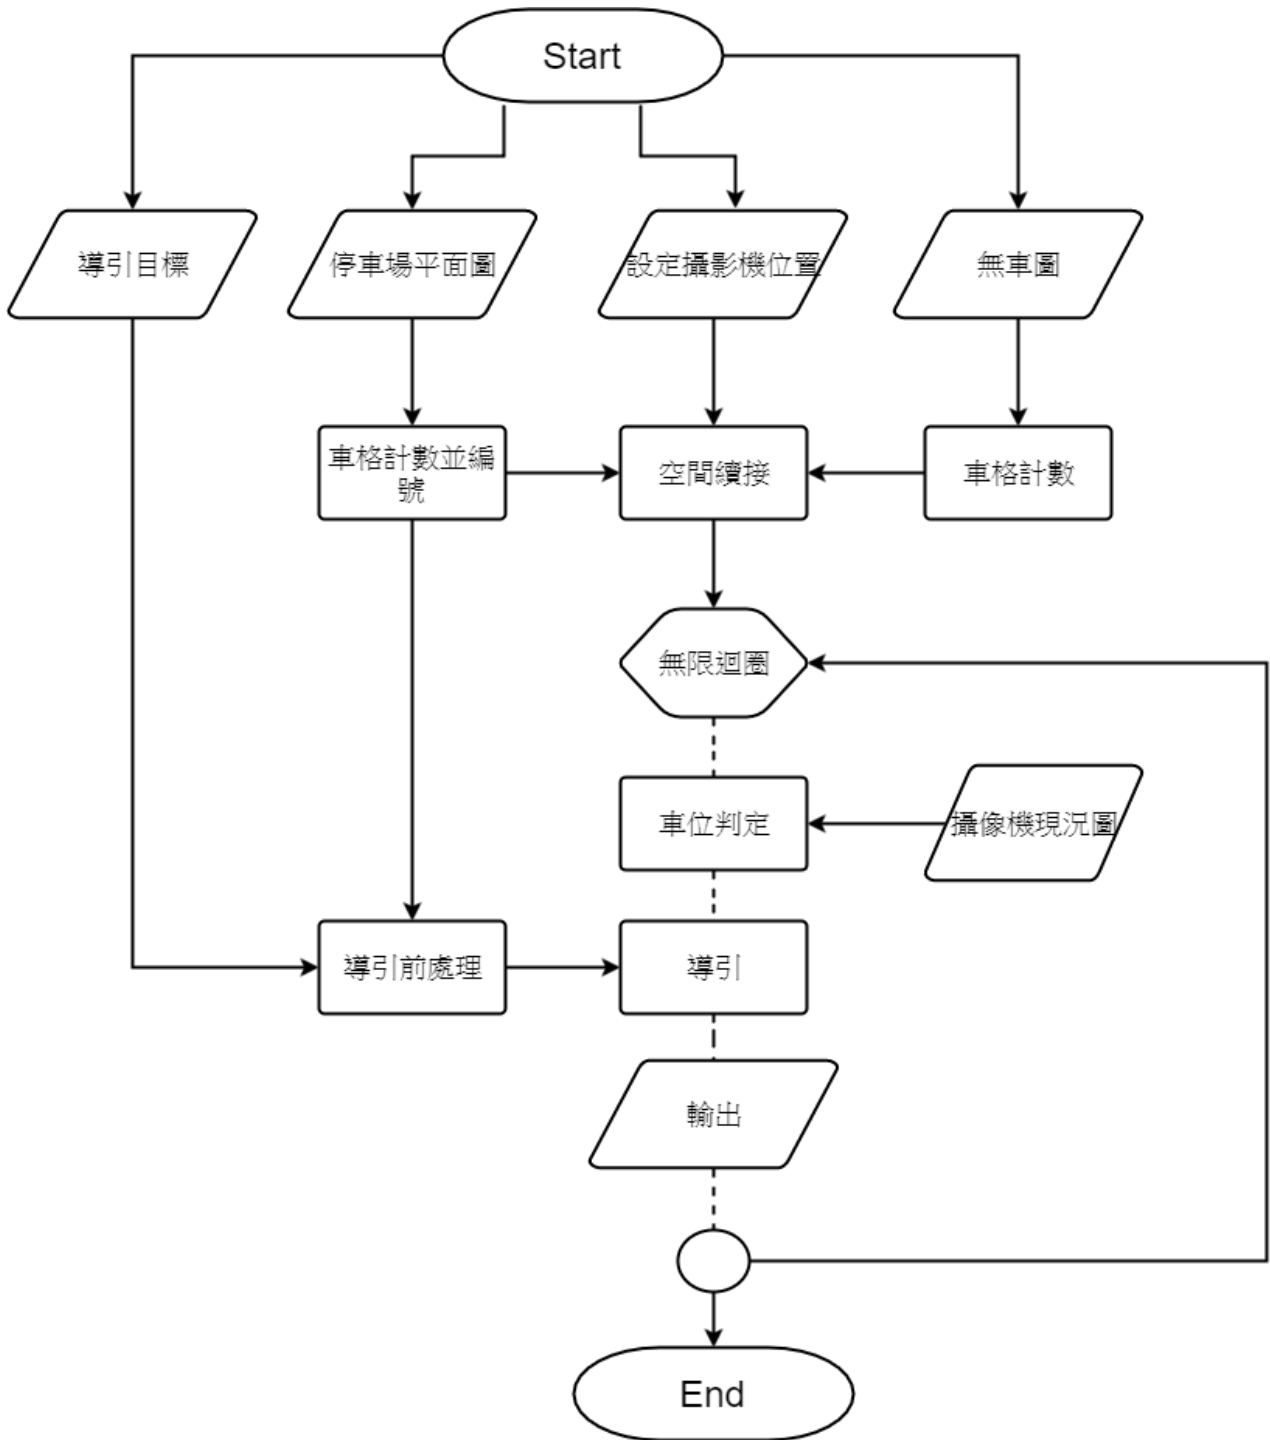 Start
導引目標
停車場平面圖
設定攝影機位置
無車圖
車格計數並編
號
空間續接
車格計數
無限迴圈
車位判定
攝像機現況圖
導引前處理
導引
輸出
End